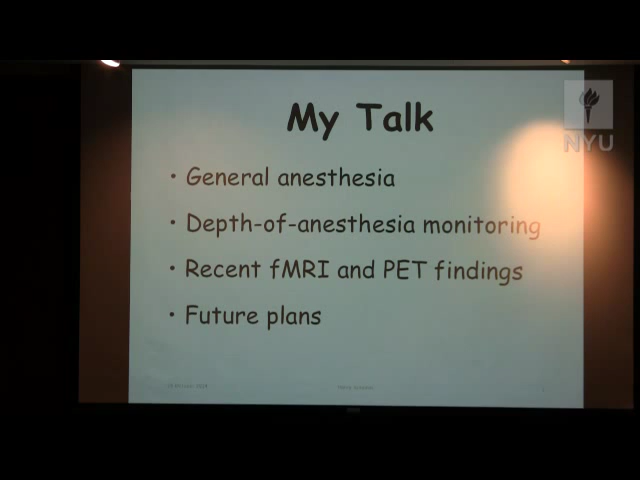 My Talk
NYU
• General anesthesia
• Depth-of-anesthesia monitoring
• Recent fMRI and PET findings
• Future plans